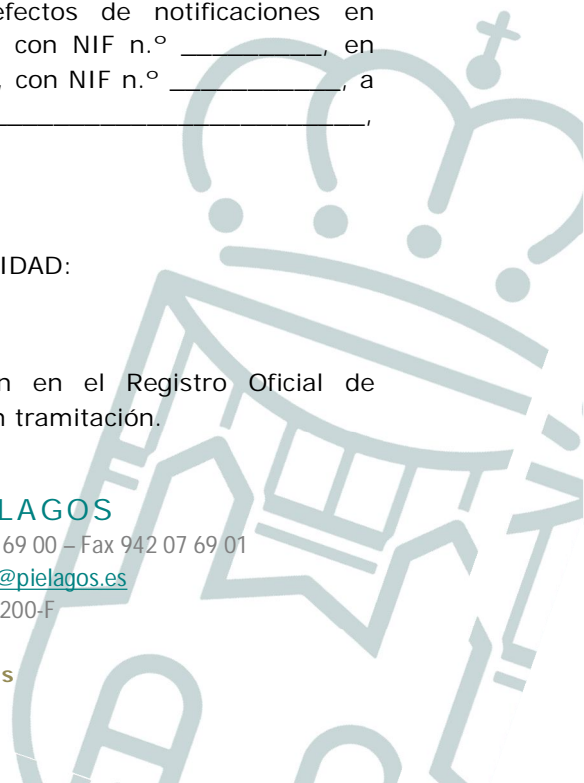 efectos de notificaciones en
con NIF n.º __________, en
, con NIF n.º ____________, a
__________________________,
IDAD:
n en el Registro Oficial de
n tramitación.
LAGOS
69 00 – Fax 942 07 69 01
@pielagos.es
200-F
s